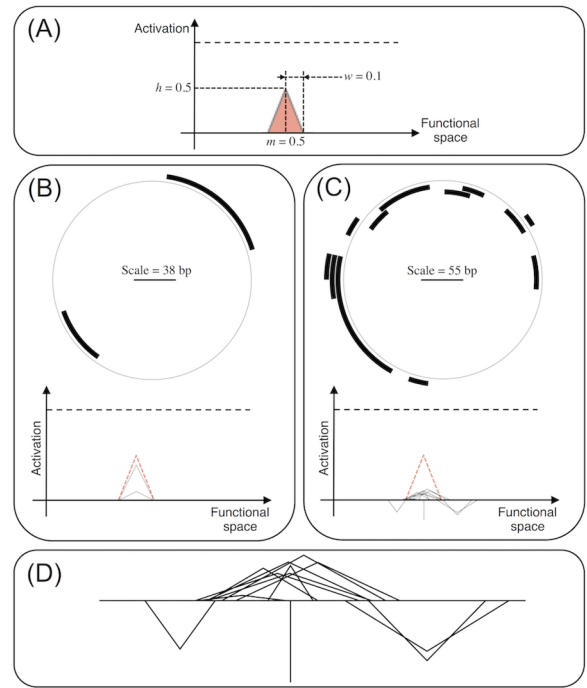 (A)
Activation
h = 0.5
w = 0.1
m = 0.5
Functional
space
(B)
Scale = 38 bp
Activation
Functional
space
(C)
Scale = 55 bp
Activation
Functional
space
(D)